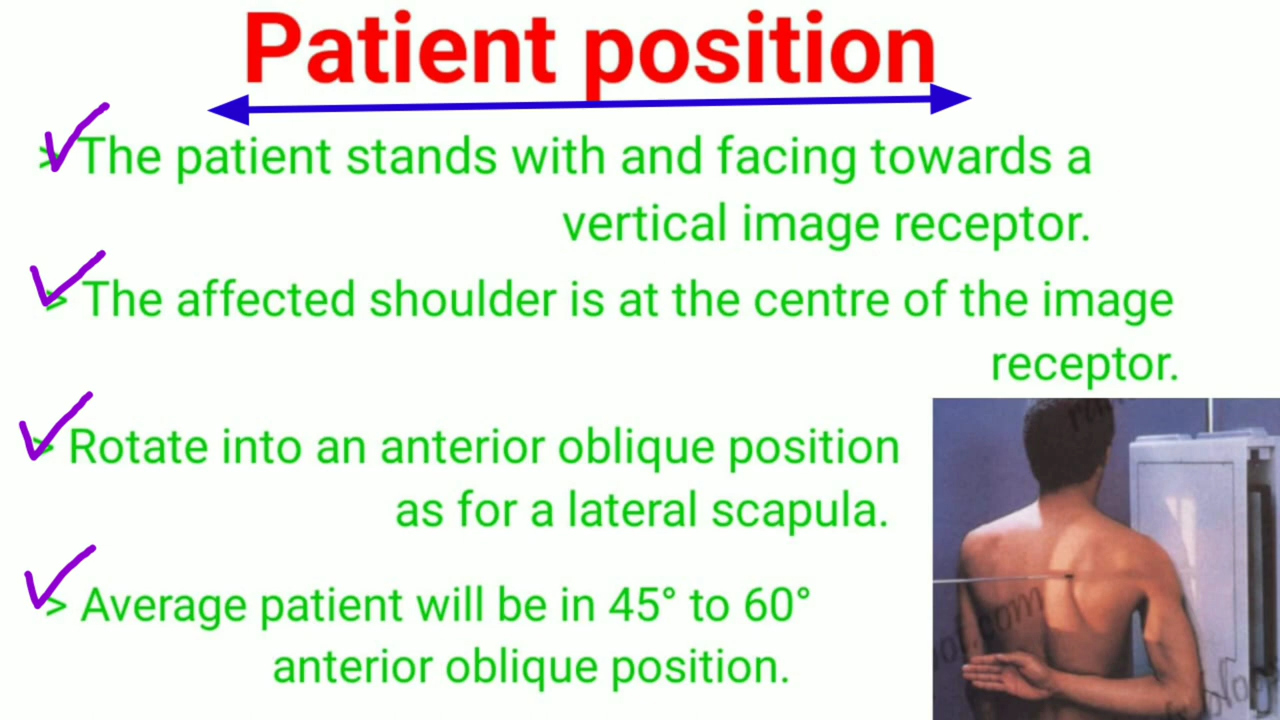 Patient position
> The patient stands with and facing towards a
vertical image receptor.
> The affected shoulder is at the centre of the image
receptor.
> Rotate into an anterior oblique position
as for a lateral scapula.
> Average patient will be in 45° to 60°
anterior oblique position.